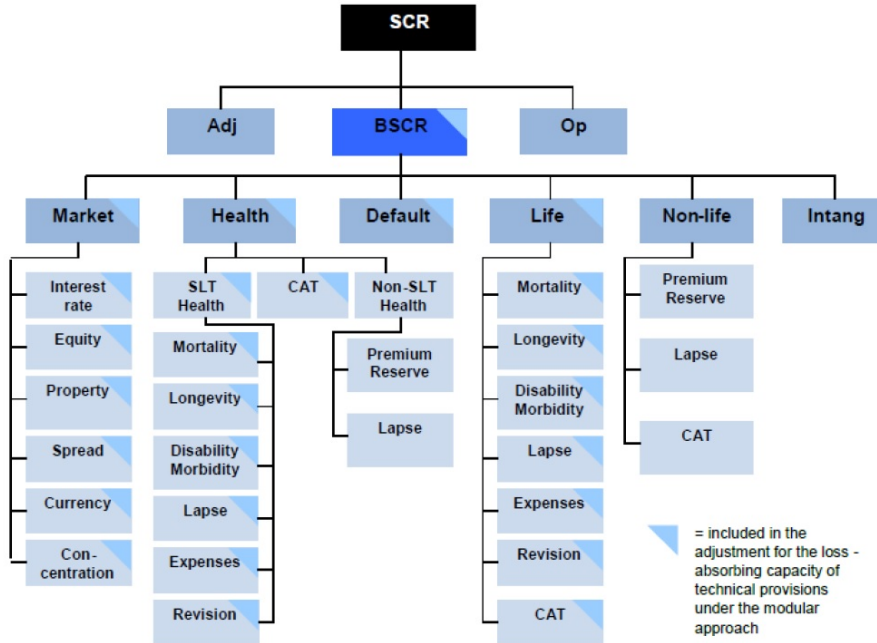 SCR
Adj
BSCR
Op
Market
Health
Default
Life
Non-life
Intang
Interest
rate
Equity
Property
Spread
Currency
Con-
centration
SLT
Health
CAT
Non-SLT
Health
Mortality
Longevity
Disability
Morbidity
Lapse
Expenses
Revision
Premium
Reserve
Lapse
Mortality
Longevity
Disability
Morbidity
Lapse
Expenses
Revision
CAT
Premium
Reserve
Lapse
CAT
= included in the
adjustment for the loss -
absorbing capacity of
technical provisions
under the modular
approach